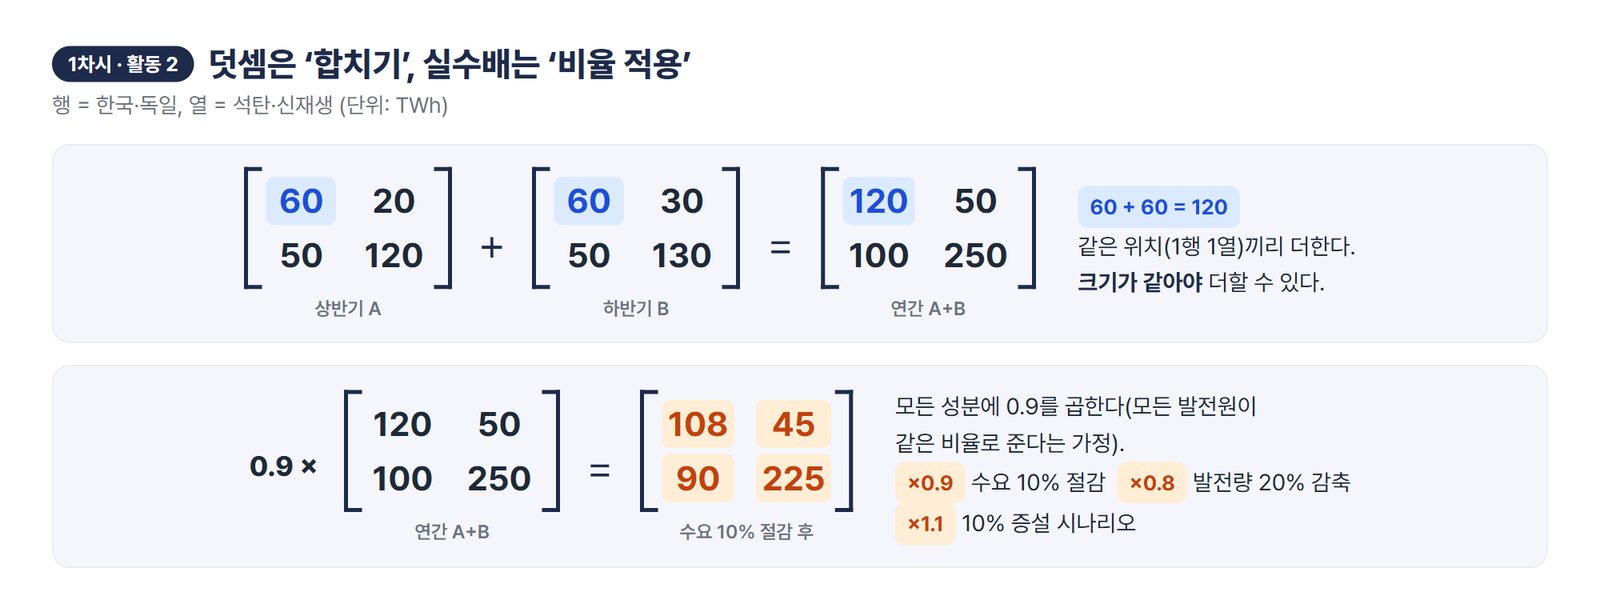 1차시 · 활동 2 덧셈은 ‘합치기’, 실수배는 ‘비율 적용’
행 = 한국·독일, 열 = 석탄·신재생 (단위: TWh)
60 20
50 120
상반기 A
+
60 30
50 130
하반기 B
=
120 50
100 250
연간 A+B
60 + 60 = 120
같은 위치(1행 1열)끼리 더한다.
크기가 같아야 더할 수 있다.
0.9 ×
120 50
100 250
연간 A+B
=
108 45
90 225
수요 10% 절감 후
모든 성분에 0.9를 곱한다(모든 발전원이
같은 비율로 준다는 가정).
×0.9 수요 10% 절감 ×0.8 발전량 20% 감축
×1.1 10% 증설 시나리오